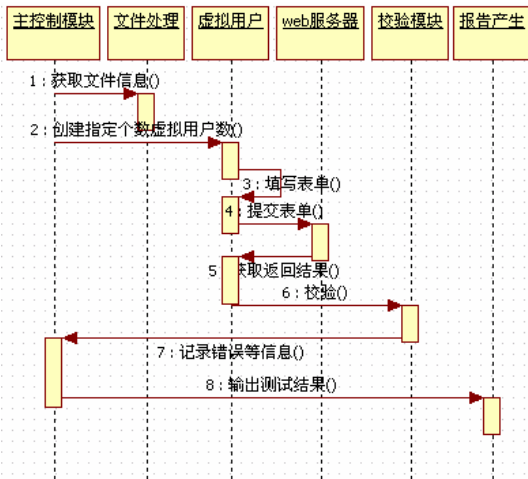 主控制模块 文件处理 虚拟用户 web服务器 校验模块 报告产生
1 : 获取文件信息()
2 : 创建指定个数虚拟用户数()
3 : 填写表单()
4 : 提交表单()
5 获取返回结果()
6 : 校验()
7 : 记录错误等信息()
8 : 输出测试结果()